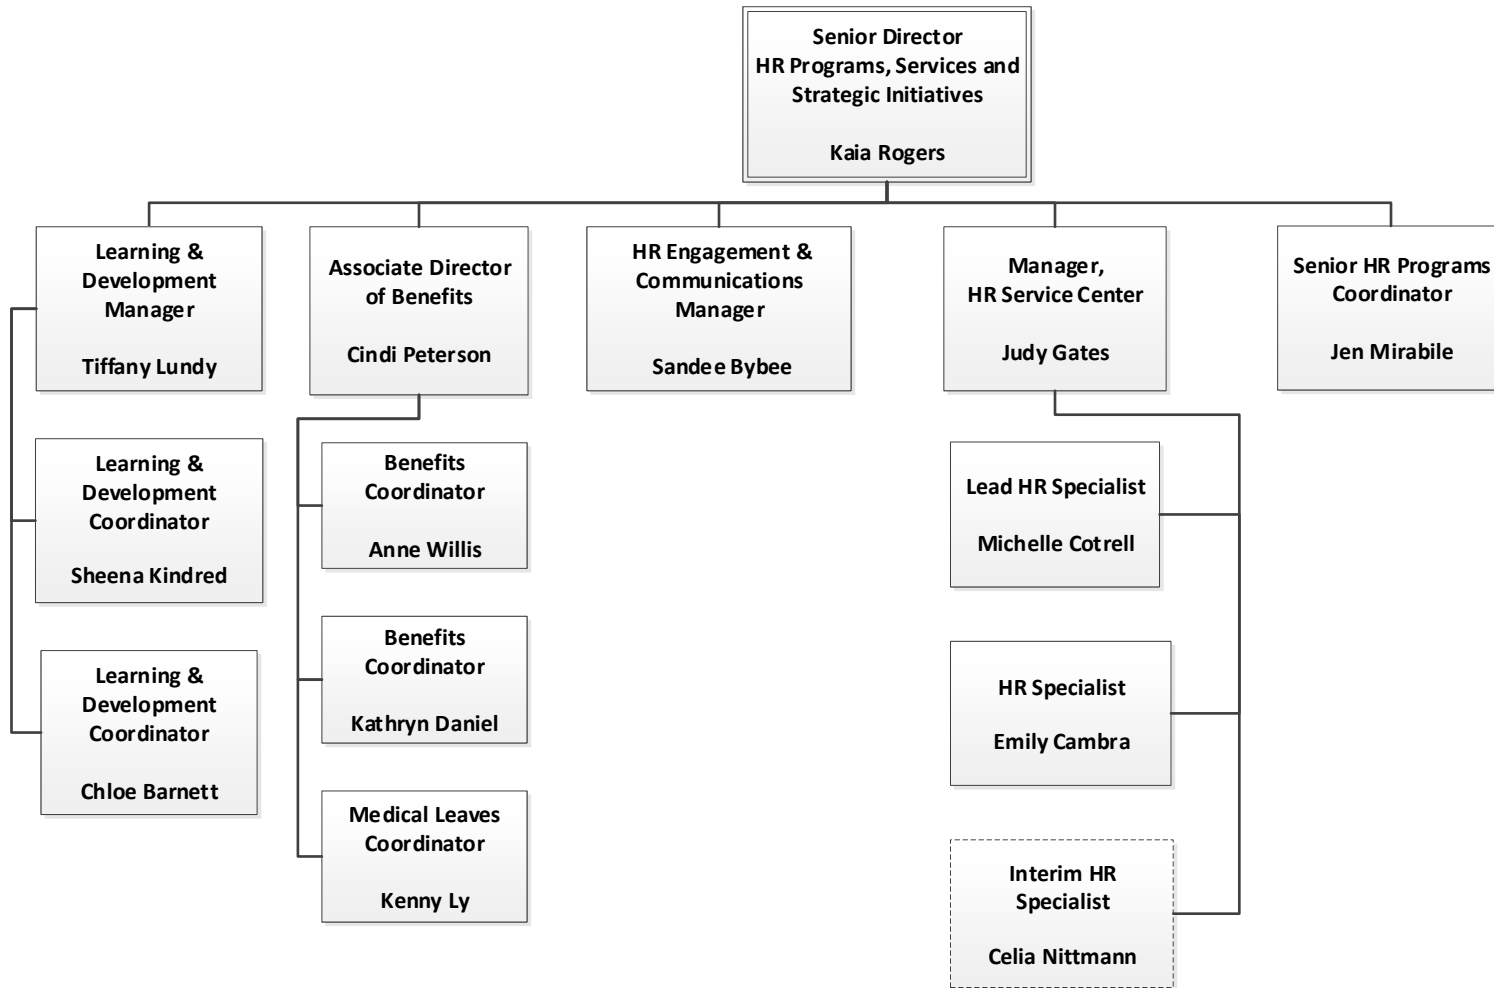 Senior Director
HR Programs, Services and
Strategic Initiatives
Kaia Rogers
Learning &
Development
Manager
Tiffany Lundy
Associate Director
of Benefits
Cindi Peterson
HR Engagement &
Communications
Manager
Sandee Bybee
Manager,
HR Service Center
Judy Gates
Senior HR Programs
Coordinator
Jen Mirabile
Learning &
Development
Coordinator
Sheena Kindred
Learning &
Development
Coordinator
Chloe Barnett
Benefits
Coordinator
Anne Willis
Benefits
Coordinator
Kathryn Daniel
Medical Leaves
Coordinator
Kenny Ly
Lead HR Specialist
Michelle Cotrell
HR Specialist
Emily Cambra
Interim HR
Specialist
Celia Nittmann